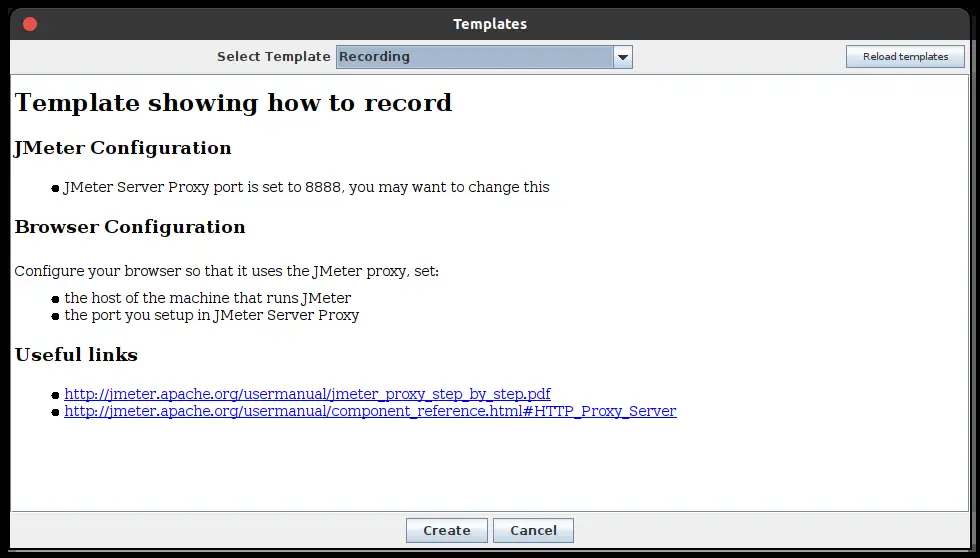 Templates
Select Template Recording Reload templates
Template showing how to record
JMeter Configuration
JMeter Server Proxy port is set to 8888, you may want to change this
Browser Configuration
Configure your browser so that it uses the JMeter proxy, set:
the host of the machine that runs JMeter
the port you setup in JMeter Server Proxy
Useful links
http://jmeter.apache.org/usermanual/jmeter_proxy_step_by_step.pdf
http://jmeter.apache.org/usermanual/component_reference.html#HTTP_Proxy_Server
Create Cancel